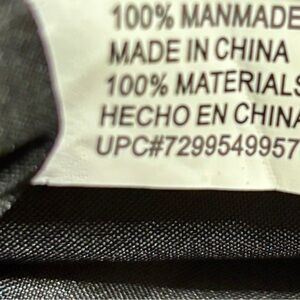 100% MANMADE
MADE IN CHINA
100% MATERIALS
HECHO EN CHINA
UPC#7299549957